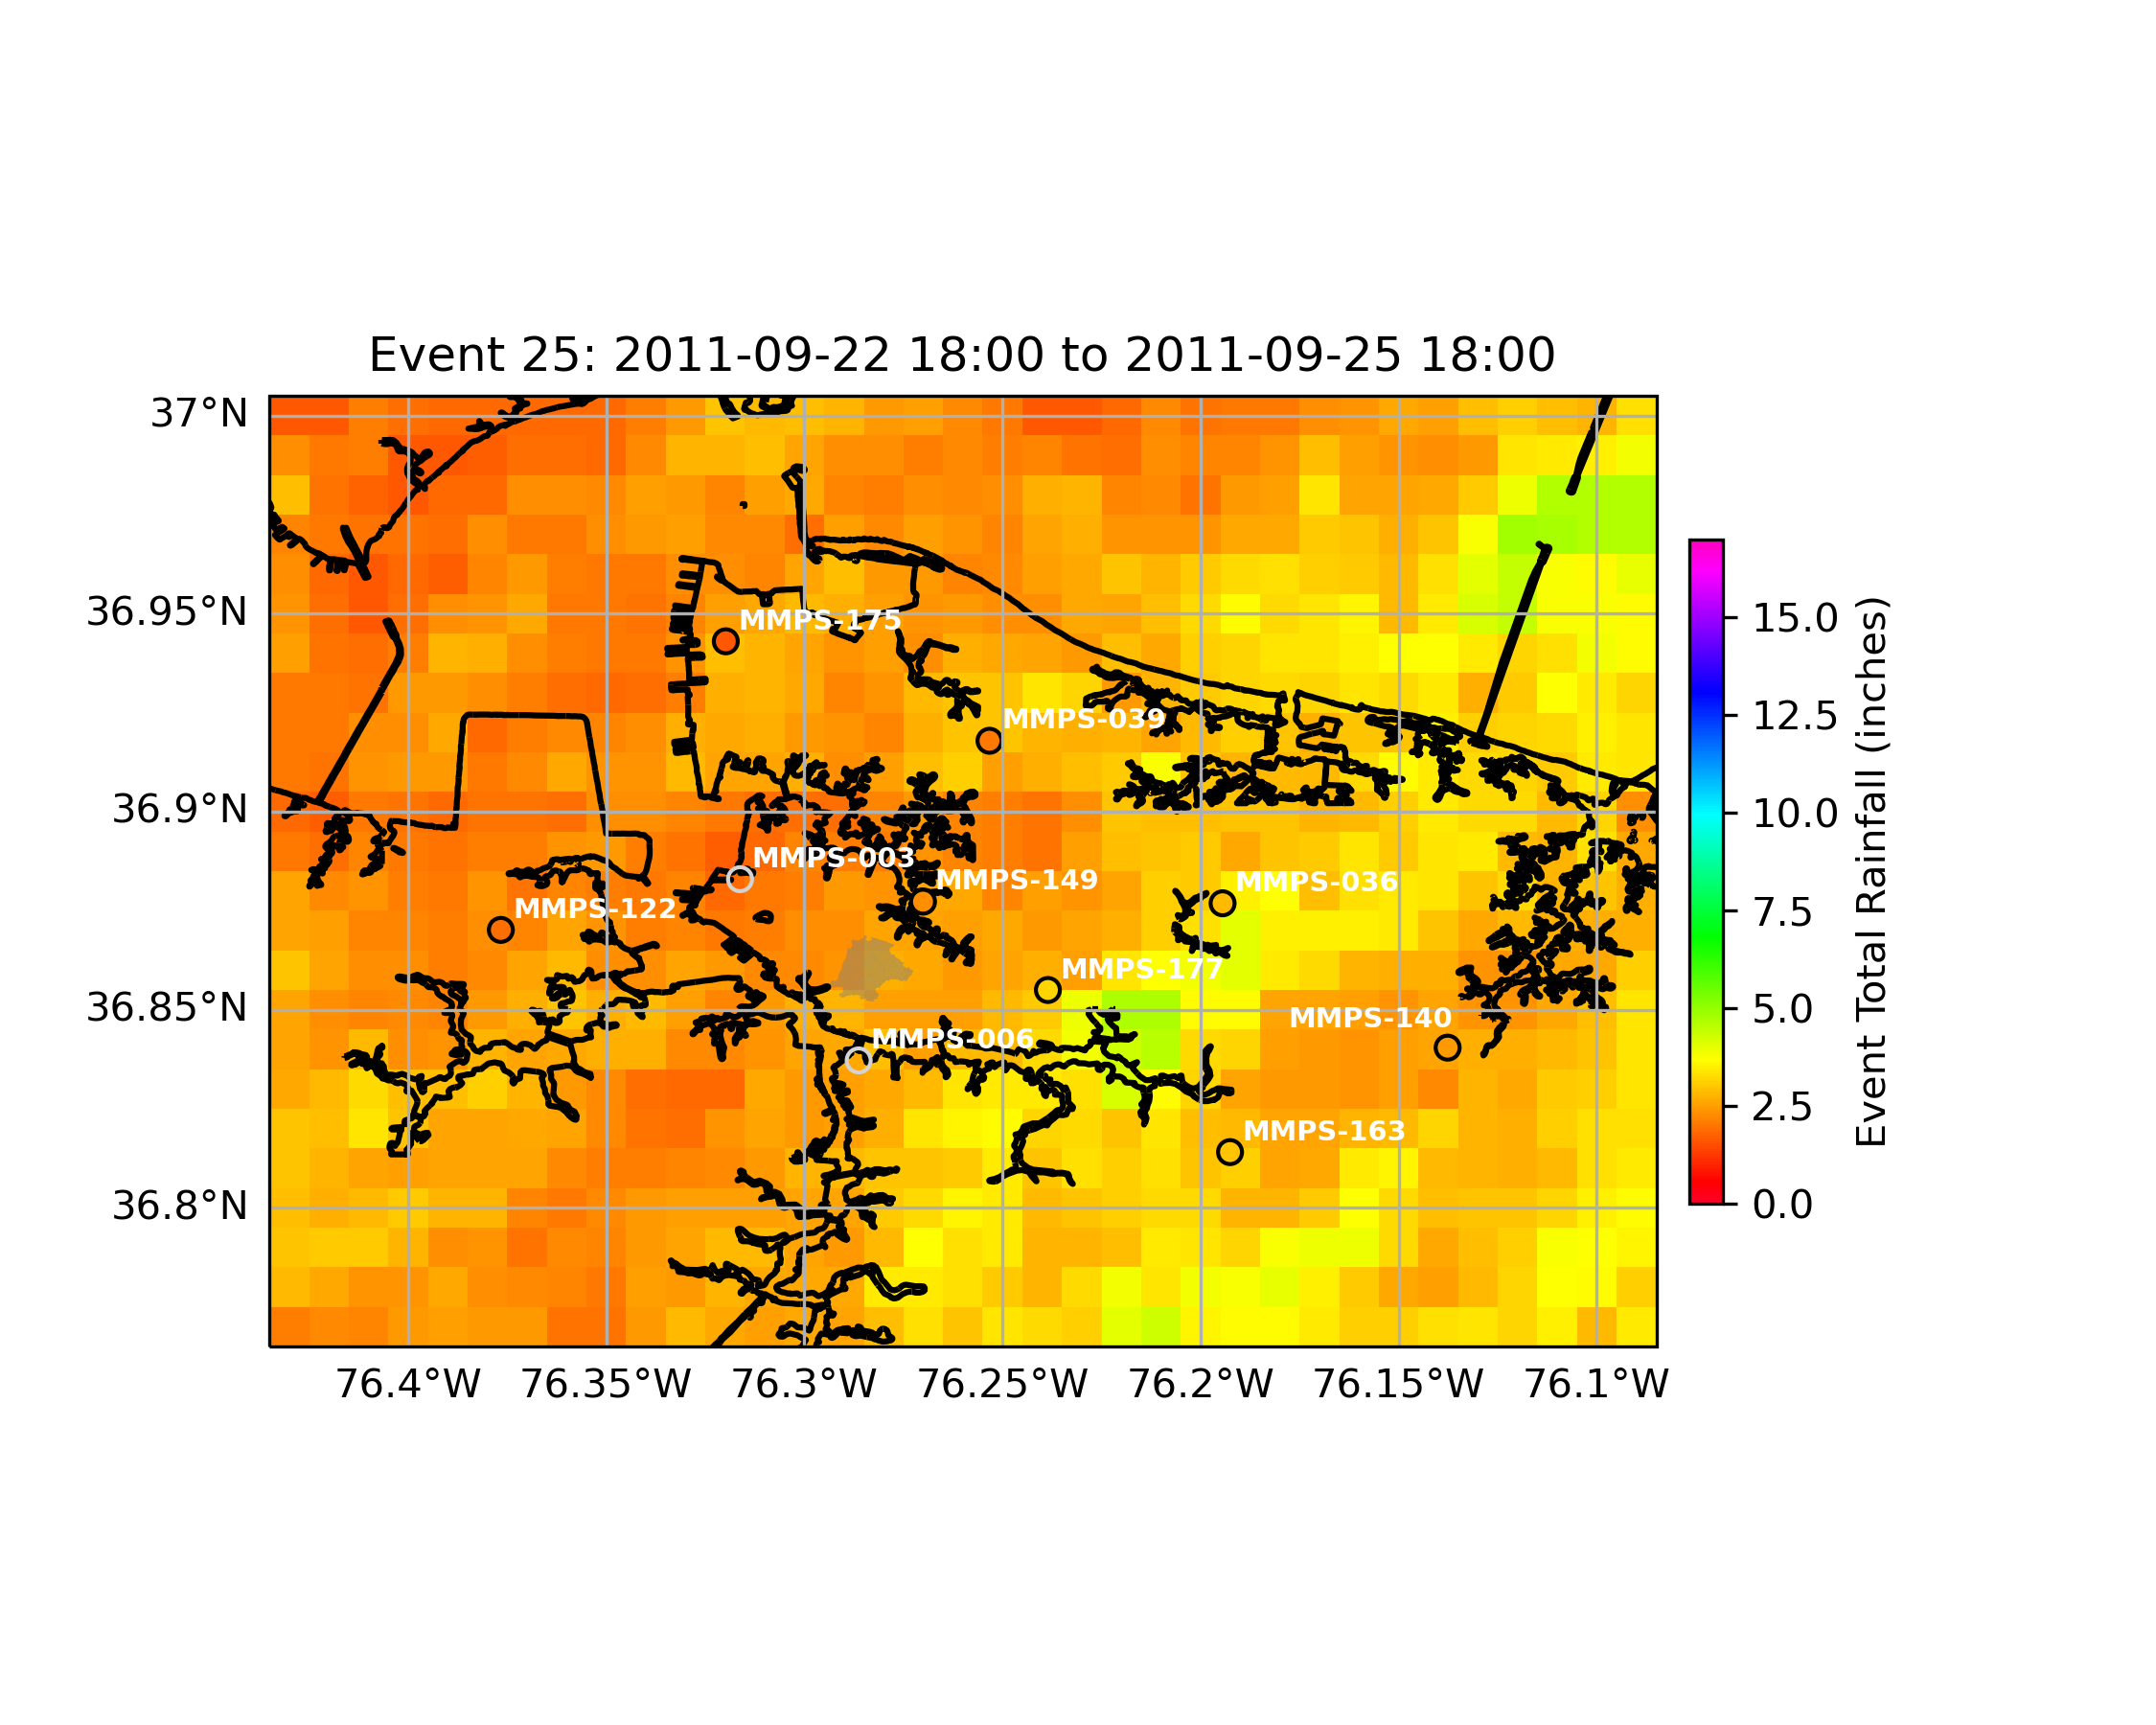 Event 25: 2011-09-22 18:00 to 2011-09-25 18:00
37°N
36.95°N
36.9°N
36.85°N
36.8°N
MMPS-175
MMPS-039
MMPS-003
MMPS-149
MMPS-036
MMPS-122
MMPS-177
MMPS-140
MMPS-006
MMPS-163
76.4°W
76.35°W
76.3°W
76.25°W
76.2°W
76.15°W
76.1°W
15.0
12.5
10.0
7.5
5.0
2.5
0.0
Event Total Rainfall (inches)